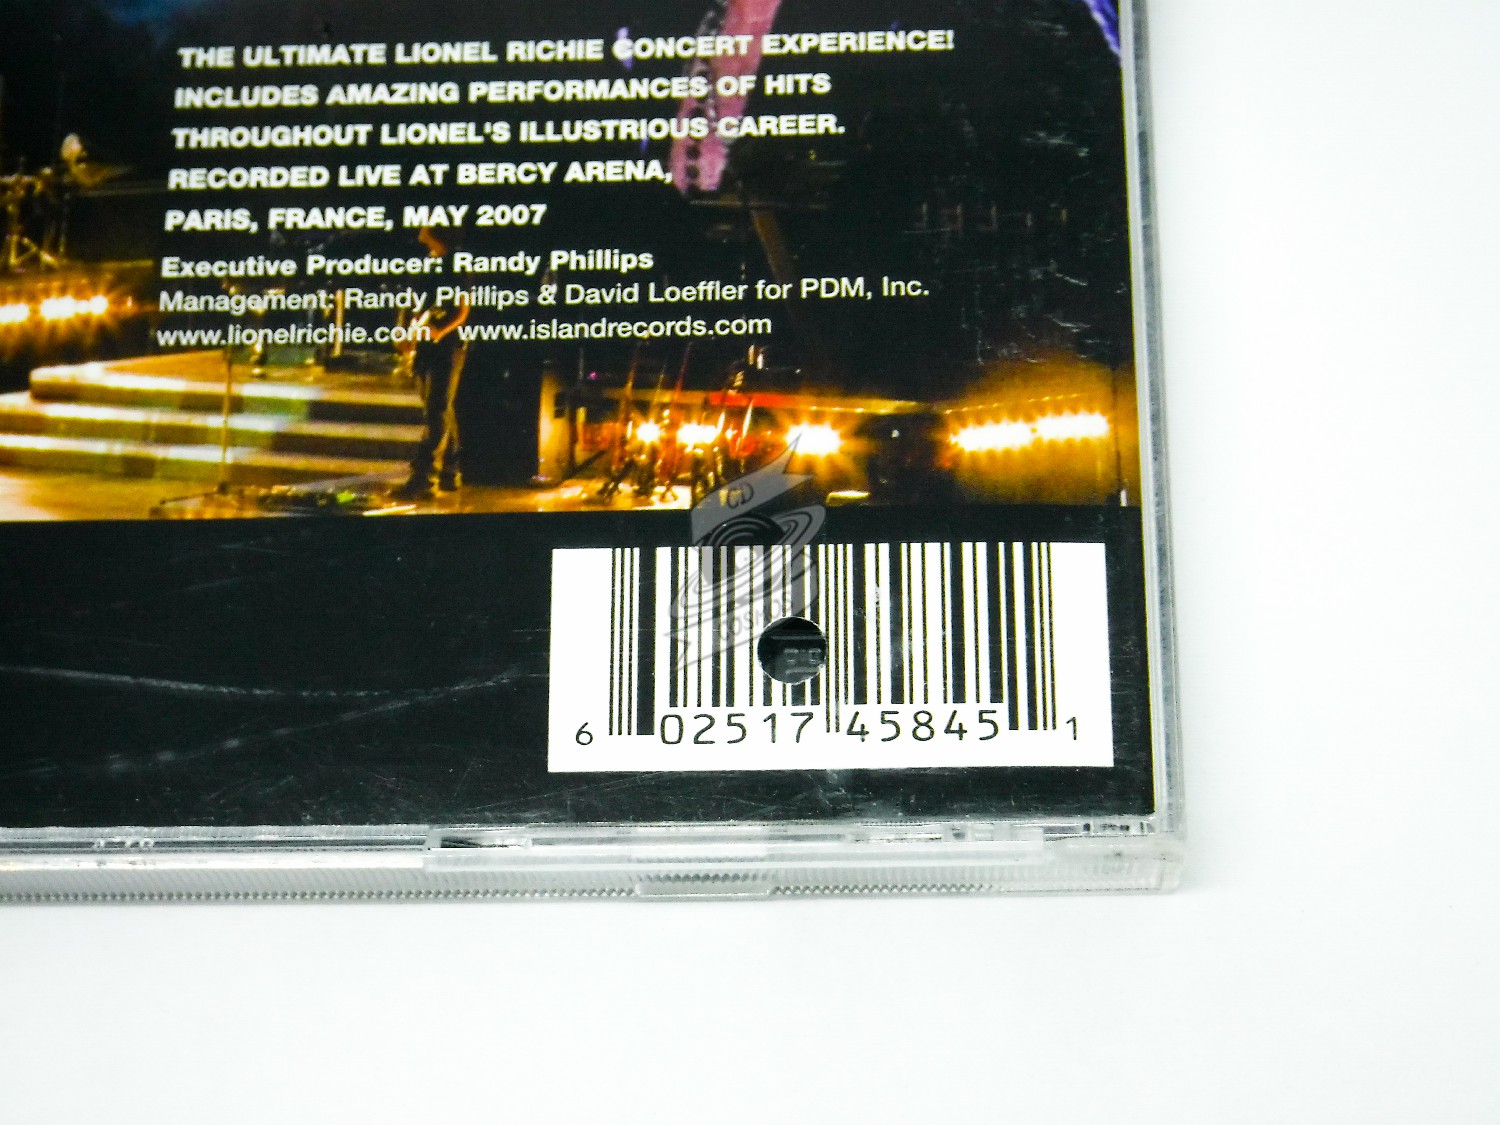 THE ULTIMATE LIONEL RICHIE CONCERT EXPERIENCE!
INCLUDES AMAZING PERFORMANCES OF HITS
THROUGHOUT LIONEL'S ILLUSTRIOUS CAREER.
RECORDED LIVE AT BERCY ARENA,
PARIS, FRANCE, MAY 2007
Executive Producer: Randy Phillips
Management: Randy Phillips & David Loeffler for PDM, Inc.
www.lionelrichie.com www.islandrecords.com
CD
COSMOS
6 02517 45845 1